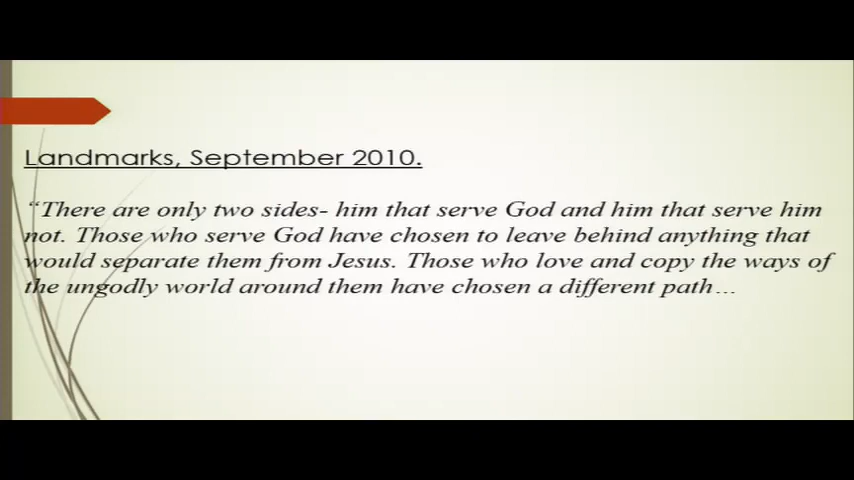 Landmarks, September 2010.
“There are only two sides- him that serve God and him that serve him
not. Those who serve God have chosen to leave behind anything that
would separate them from Jesus. Those who love and copy the ways of
the ungodly world around them have chosen a different path…